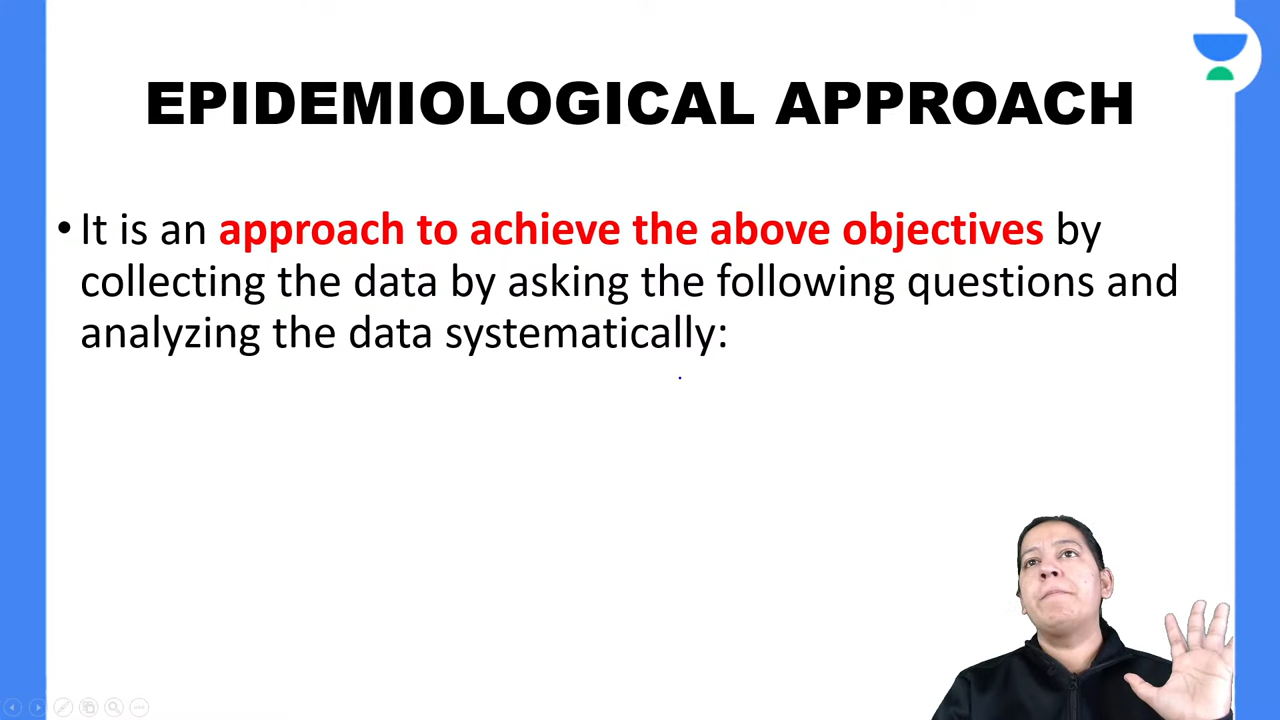 EPIDEMIOLOGICAL APPROACH
• It is an approach to achieve the above objectives by
collecting the data by asking the following questions and
analyzing the data systematically: